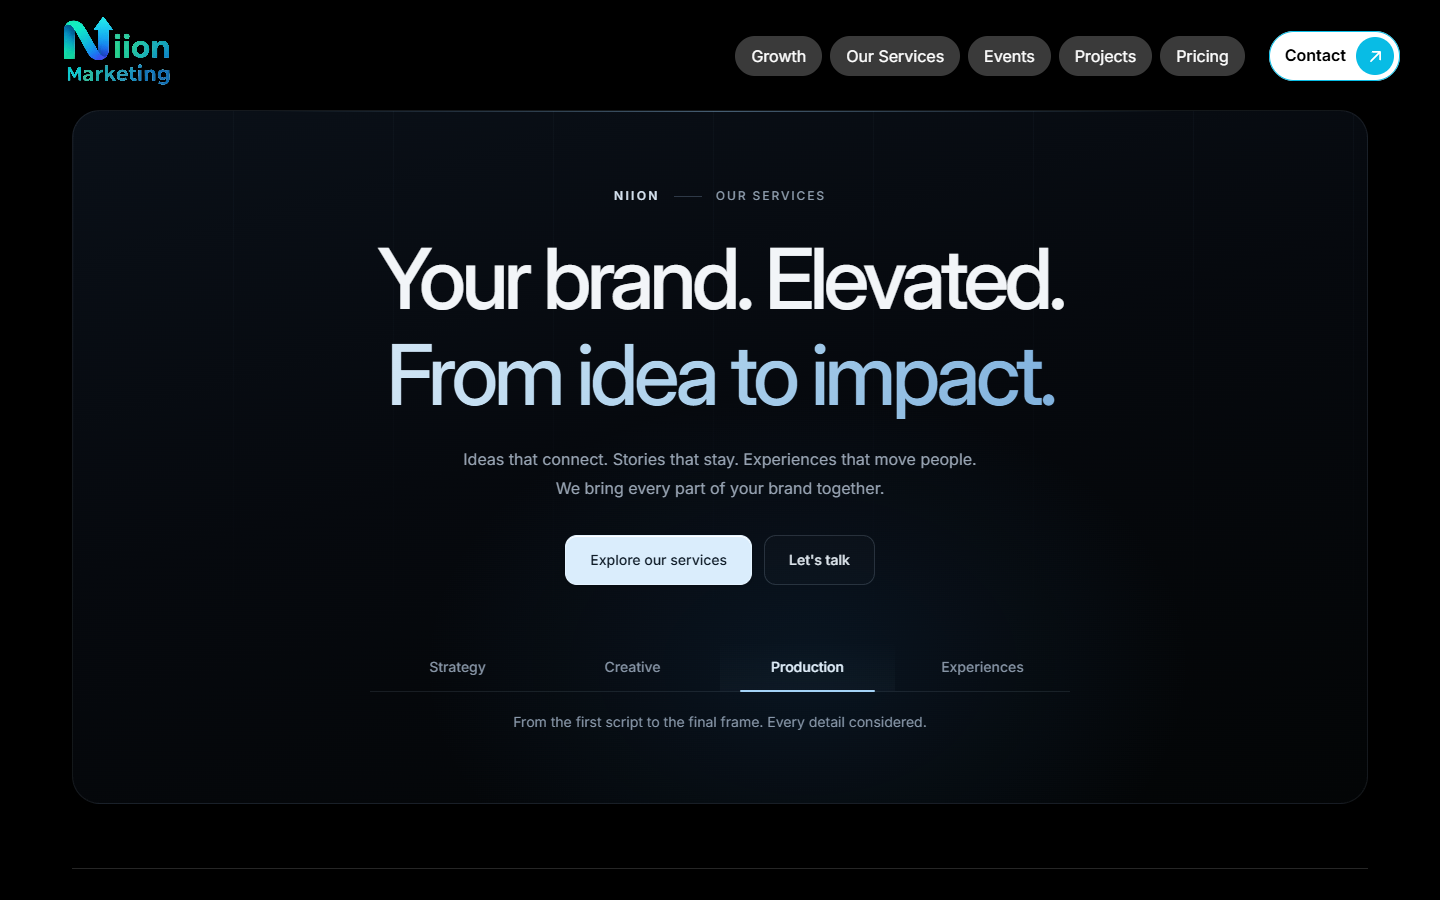 Niion
Marketing
Growth
Our Services
Events
Projects
Pricing
Contact
NIION — OUR SERVICES
Your brand. Elevated.
From idea to impact.
Ideas that connect. Stories that stay. Experiences that move people.
We bring every part of your brand together.
Explore our services
Let's talk
Strategy
Creative
Production
Experiences
From the first script to the final frame. Every detail considered.